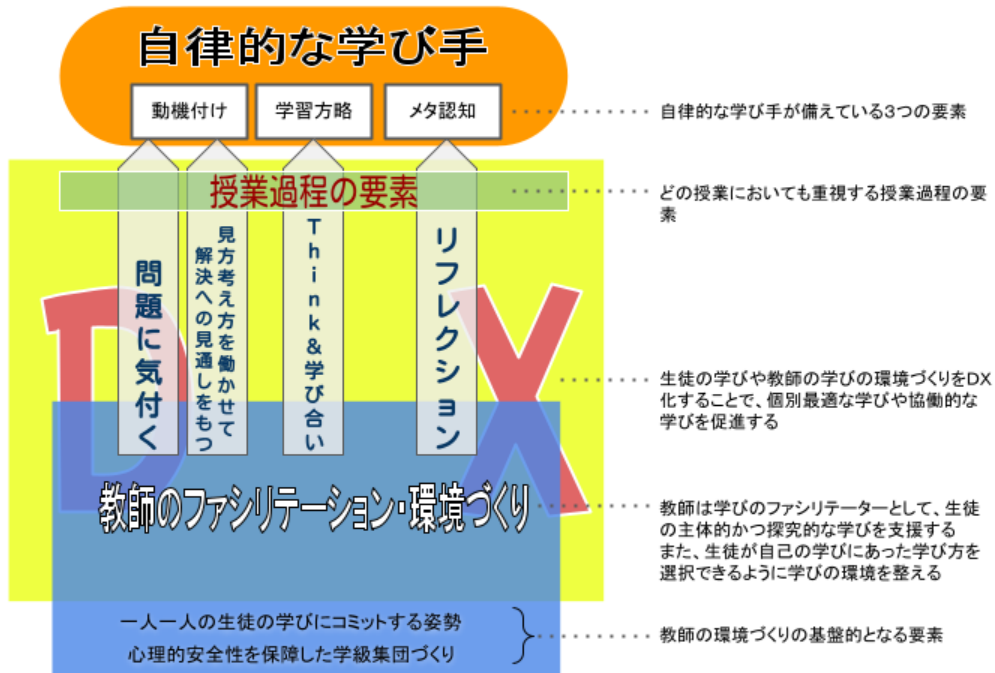 自律的な学び手
動機付け
学習方略
メタ認知
自律的な学び手が備えている3つの要素
授業過程の要素
どの授業においても重視する授業過程の要
素
問題に気付く
見方考え方を働かせて
解決への見通しをもつ
Think&学び合い
リフレクション
DX
生徒の学びや教師の学びの環境づくりをDX
化することで、個別最適な学びや協働的な
学びを促進する
教師のファシリテーション・環境づくり
教師は学びのファシリテーターとして、生徒
の主体的かつ探究的な学びを支援する
また、生徒が自己の学びにあった学び方を
選択できるように学びの環境を整える
一人一人の生徒の学びにコミットする姿勢
心理的安全性を保障した学級集団づくり
教師の環境づくりの基盤的となる要素